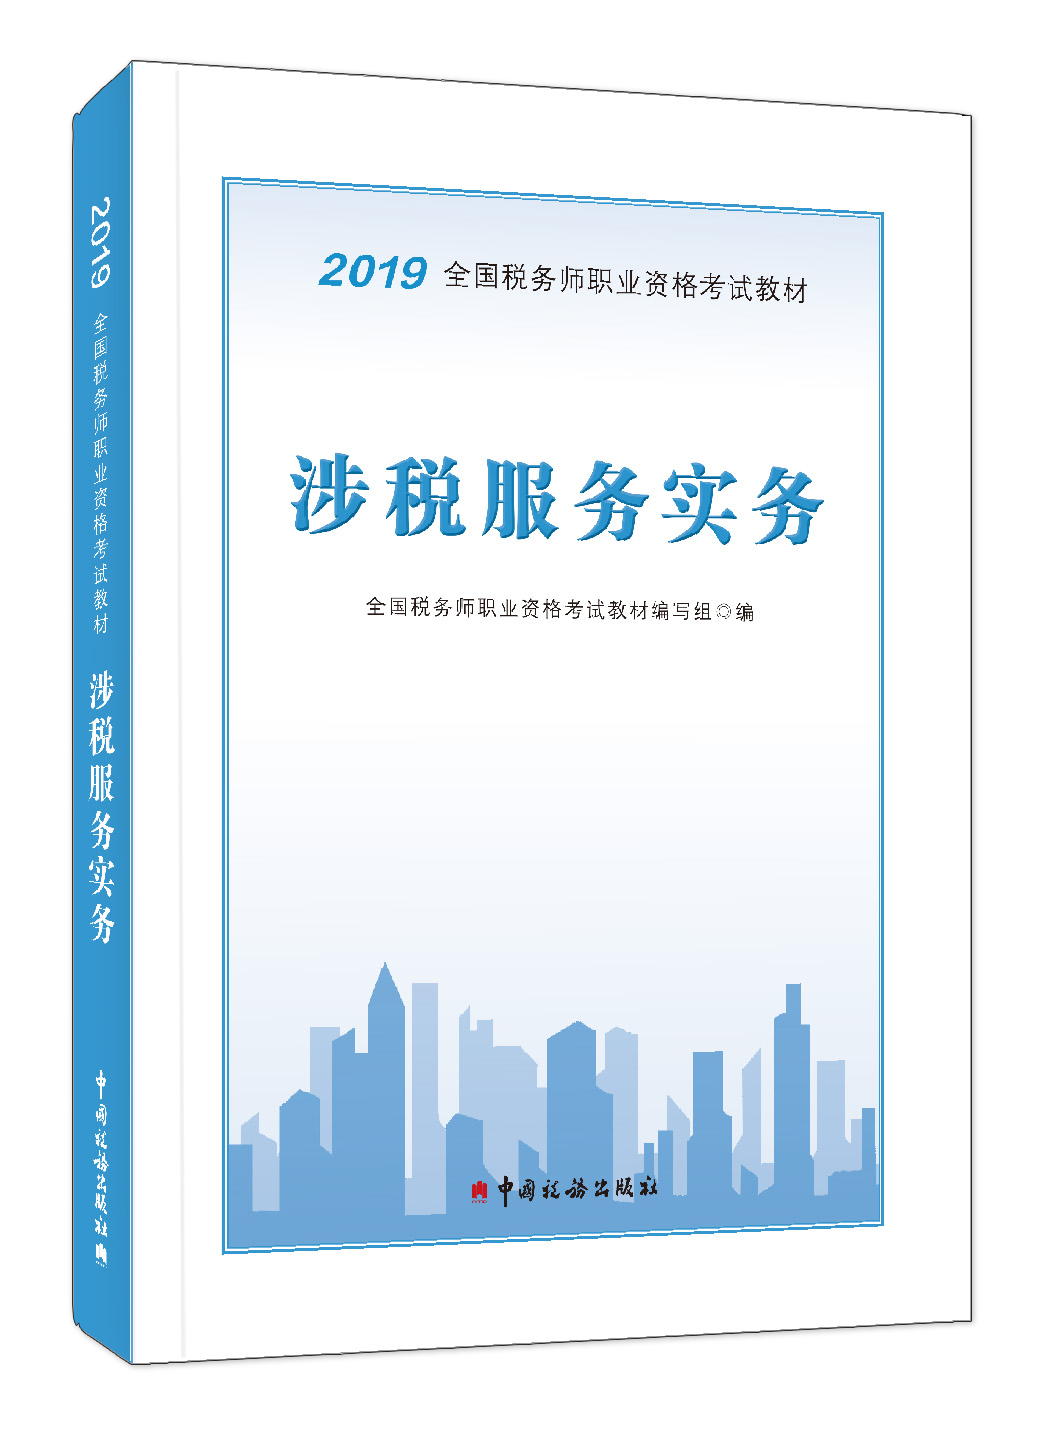 2019 全国税务师职业资格考试教材
涉税服务实务
全国税务师职业资格考试教材编写组◎编
中国税务出版社
2019 全国税务师职业资格考试教材 涉税服务实务 中国税务出版社